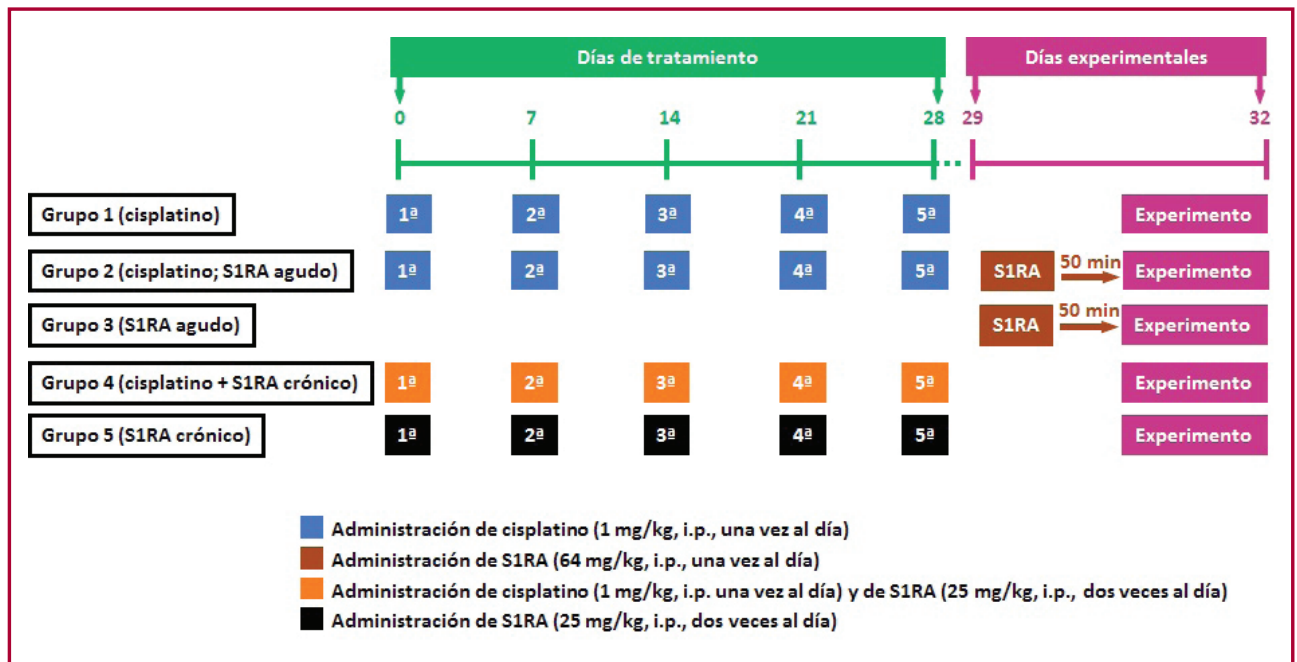 Días de tratamiento Días experimentales
0 7 14 21 28 29 32
Grupo 1 (cisplatino) 1ª 2ª 3ª 4ª 5ª Experimento
Grupo 2 (cisplatino; S1RA agudo) 1ª 2ª 3ª 4ª 5ª S1RA 50 min Experimento
Grupo 3 (S1RA agudo) S1RA 50 min Experimento
Grupo 4 (cisplatino + S1RA crónico) 1ª 2ª 3ª 4ª 5ª Experimento
Grupo 5 (S1RA crónico) 1ª 2ª 3ª 4ª 5ª Experimento
Administración de cisplatino (1 mg/kg, i.p., una vez al día)
Administración de S1RA (64 mg/kg, i.p., una vez al día)
Administración de cisplatino (1 mg/kg, i.p. una vez al día) y de S1RA (25 mg/kg, i.p., dos veces al día)
Administración de S1RA (25 mg/kg, i.p., dos veces al día)